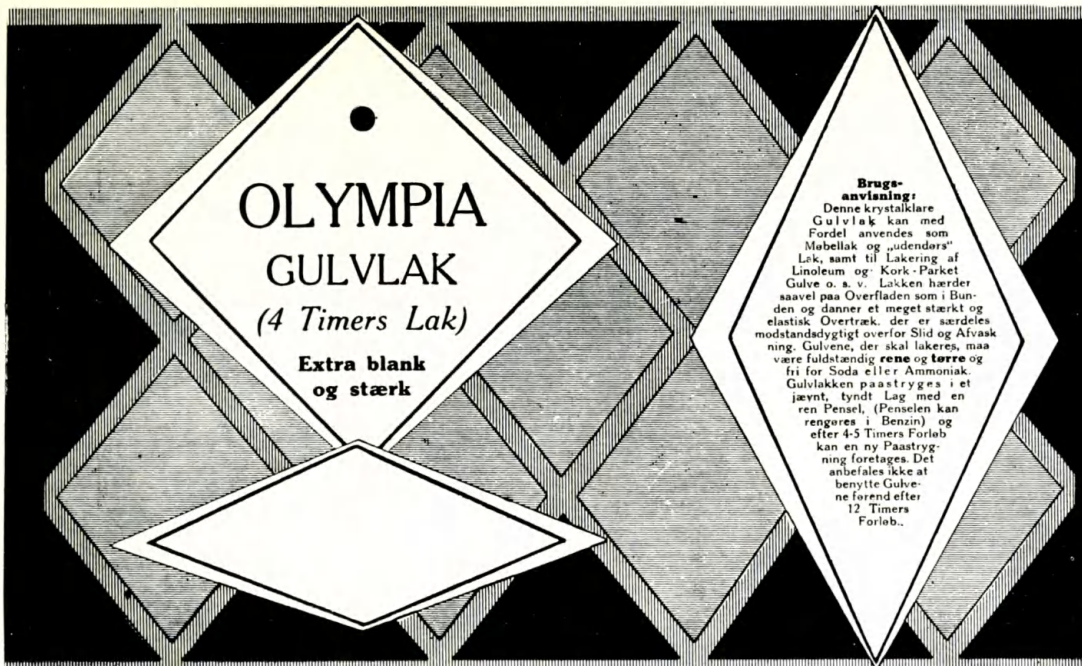 OLYMPIA
GULVLAK
(4 Timers Lak)
Extra blank
og stærk
Brugs-
anvisning:
Denne krystalklare
Gulvlak kan med
Fordel anvendes som
Møbellak og „udendørs"
Lak, samt til Lakering af
Linoleum og Kork-Parket
Gulve o. s. v. Lakken hærder
saavel paa Overfladen som i Bun-
den og danner et meget stærkt og
elastisk Overtræk. der er særdeles
modstandsdygtigt overfor Slid og Afvask
ning. Gulvene, der skal lakeres, maa
være fuldstændig rene og tørre og
fri for Soda eller Ammoniak.
Gulvlakken paastryges i et
jævnt, tyndt Lag med en
ren Pensel, (Penselen kan
rengøres i Benzin) og
efter 4-5 Timers Forløb
kan en ny Paastryg-
ning foretages. Det
anbefales ikke at
benytte Gulve-
ne førend efter
12 Timers
Forløb..